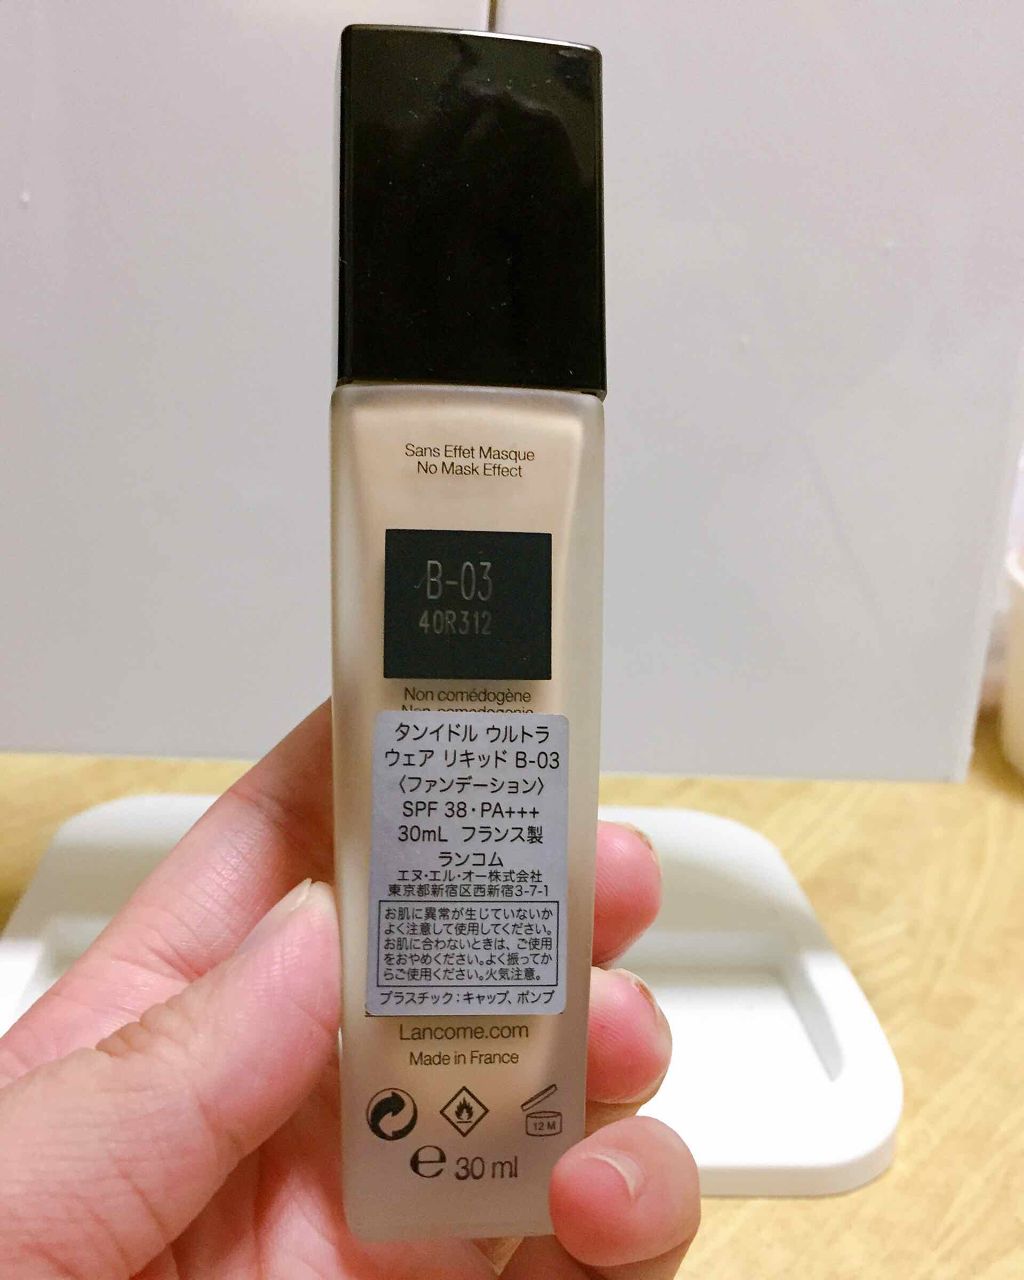 Sans Effet Masque
No Mask Effect
B-03
40R312
Non comédogène
Non-comedogenic
タンイドル ウルトラ
ウェア リキッド B-03
〈ファンデーション〉
SPF 38・PA+++
30mL フランス製
ランコム
エヌ・エル・オー株式会社
東京都新宿区西新宿3-7-1
お肌に異常が生じていないか
よく注意して使用してください。
お肌に合わないときは、ご使用
をおやめください。よく振ってか
らご使用ください。火気注意。
プラスチック：キャップ、ポンプ
Lancome.com
Made in France
12 M
e 30 ml